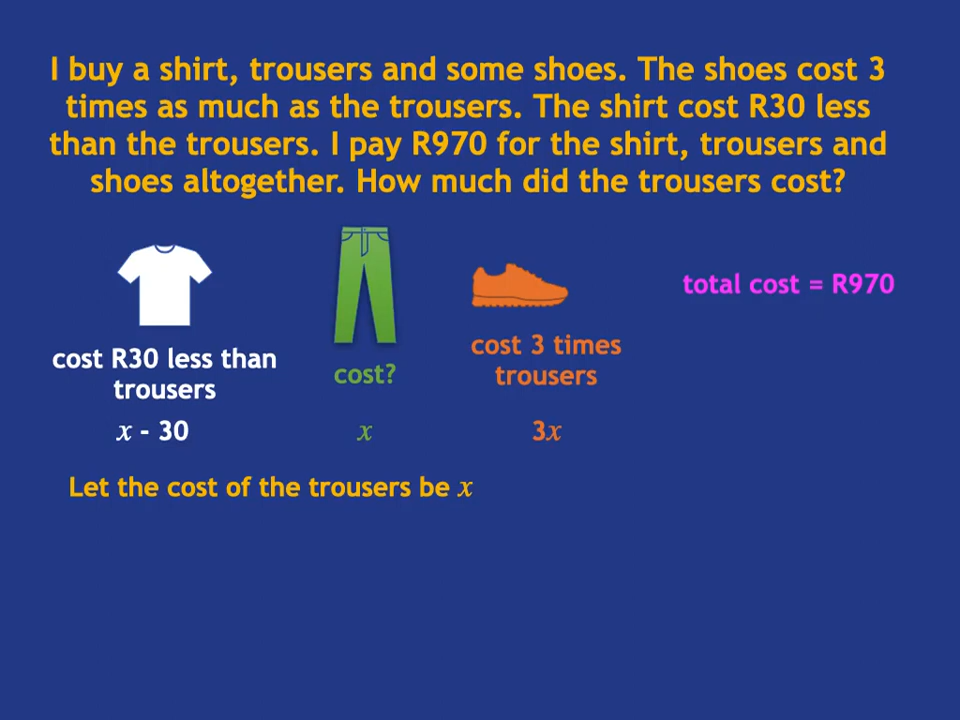 I buy a shirt, trousers and some shoes. The shoes cost 3
times as much as the trousers. The shirt cost R30 less
than the trousers. I pay R970 for the shirt, trousers and
shoes altogether. How much did the trousers cost?
total cost = R970
cost R30 less than
trousers
cost?
cost 3 times
trousers
x - 30
x
3x
Let the cost of the trousers be x